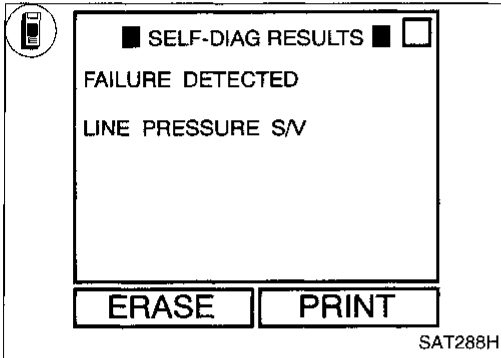 ■ SELF-DIAG RESULTS ■ □
FAILURE DETECTED
LINE PRESSURE S/V
ERASE PRINT
SAT288H